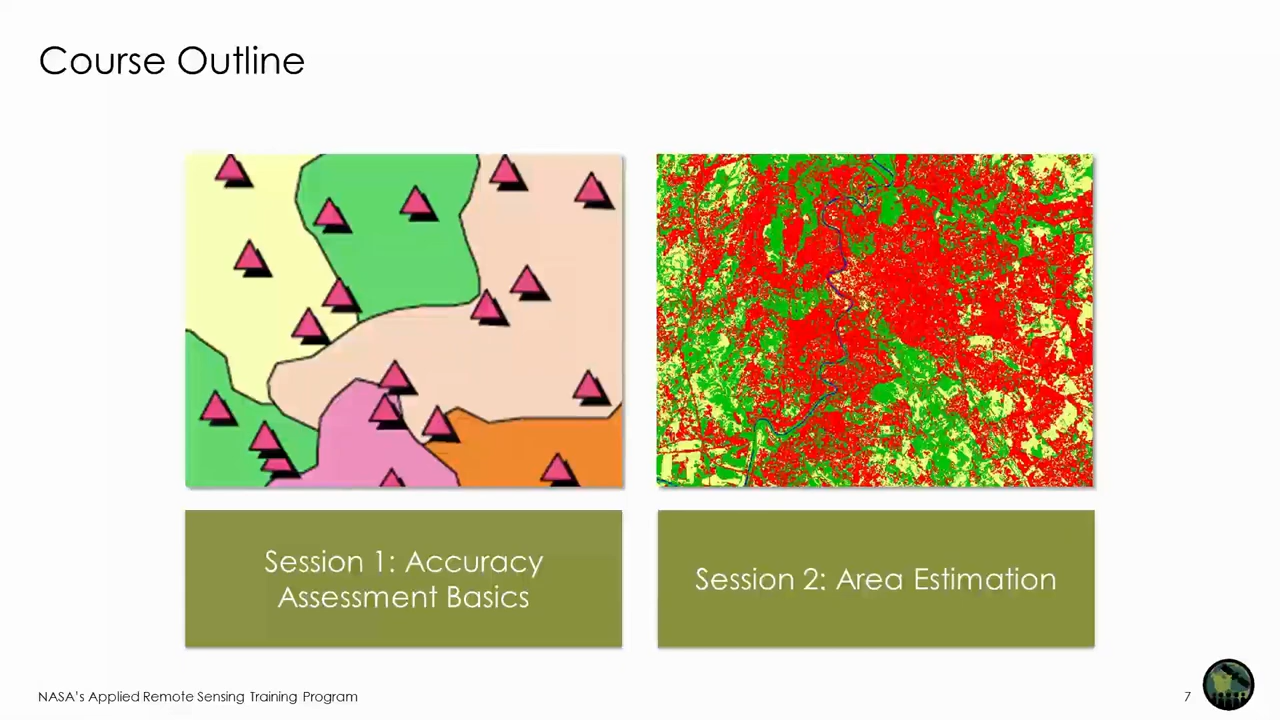 Course Outline
Session 1: Accuracy
Assessment Basics
Session 2: Area Estimation
NASA's Applied Remote Sensing Training Program
7